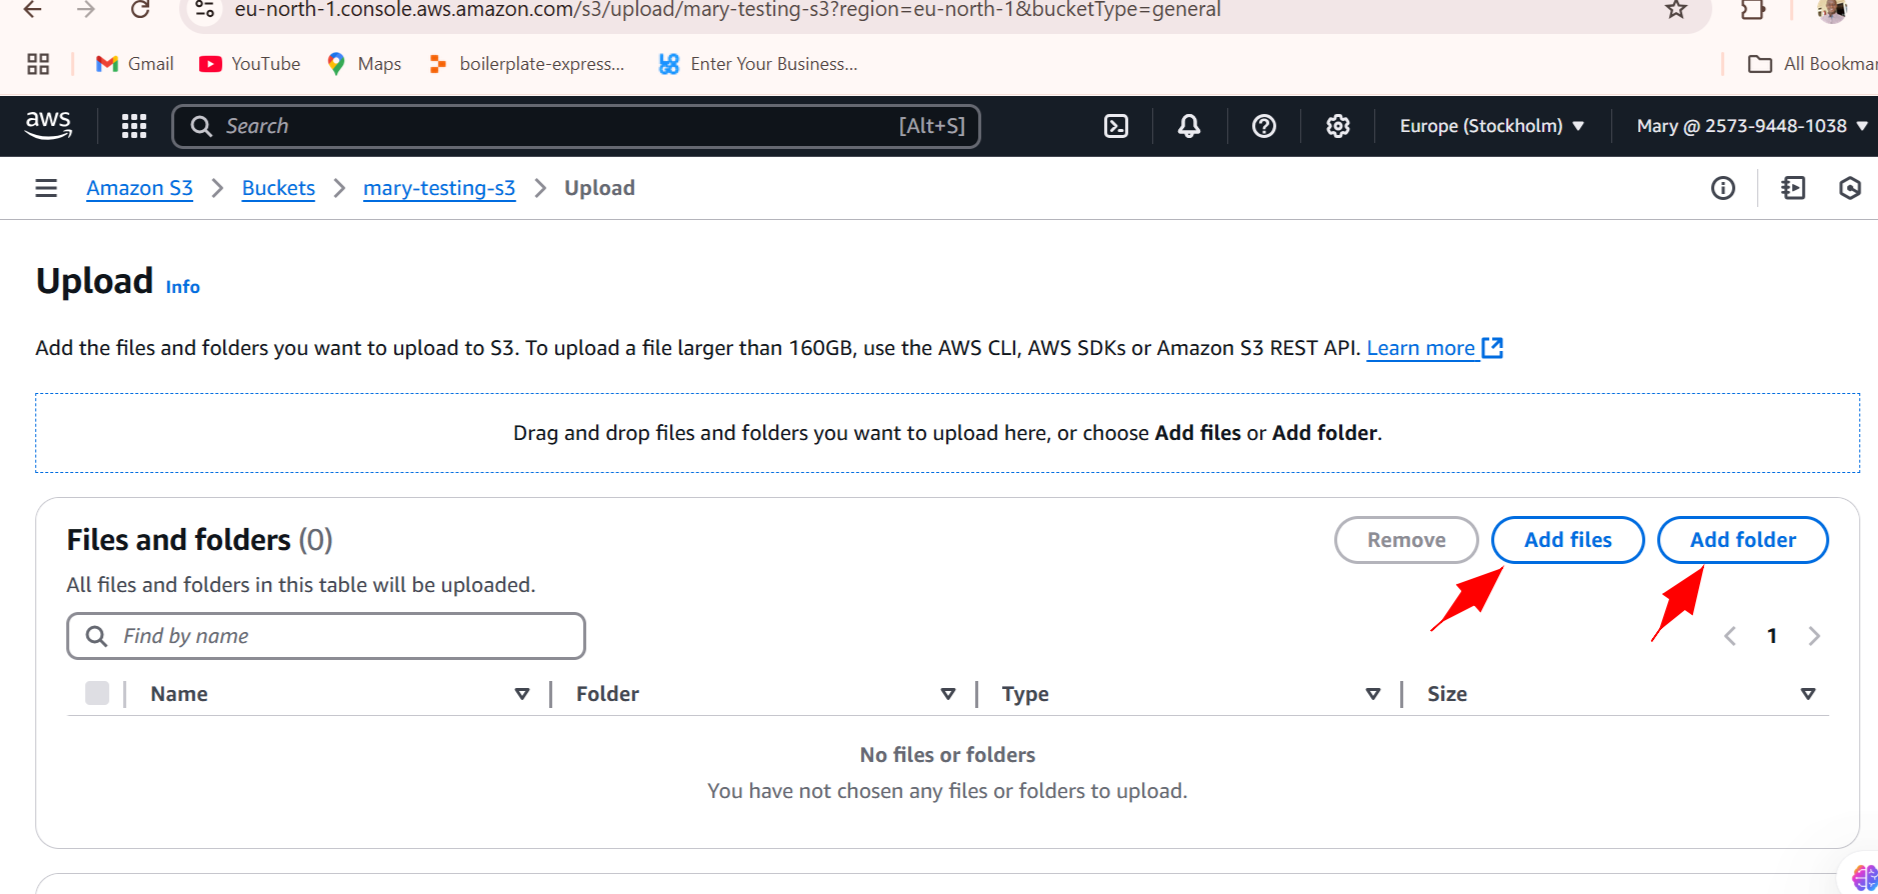 eu-north-1.console.aws.amazon.com/s3/upload/mary-testing-s3?region=eu-north-1&bucketType=general
Gmail YouTube Maps boilerplate-express... Enter Your Business... All Bookmar
aws Search [Alt+S] Europe (Stockholm) Mary @ 2573-9448-1038
Amazon S3 Buckets mary-testing-s3 Upload
Upload Info
Add the files and folders you want to upload to S3. To upload a file larger than 160GB, use the AWS CLI, AWS SDKs or Amazon S3 REST API. Learn more
Drag and drop files and folders you want to upload here, or choose Add files or Add folder.
Files and folders (0) Remove Add files Add folder
All files and folders in this table will be uploaded.
Find by name 1
Name Folder Type Size
No files or folders
You have not chosen any files or folders to upload.